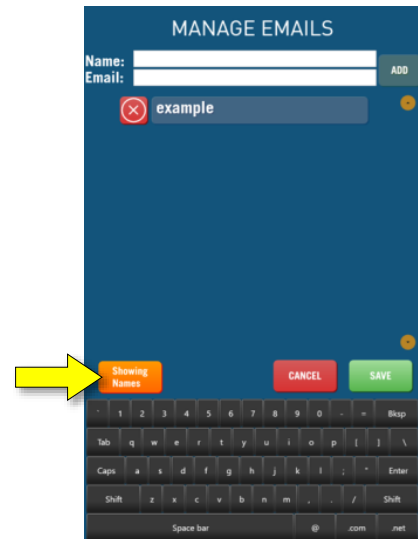 MANAGE EMAILS
Name:
Email:
ADD
example
Showing
Names
CANCEL
SAVE
` 1 2 3 4 5 6 7 8 9 0 - = Bksp
Tab q w e r t y u i o p [ ] \
Caps a s d f g h j k l ; ' Enter
Shift z x c v b n m , . / Shift
Space bar @ .com .net